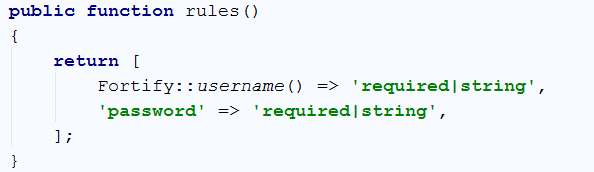 public function rules()
{
    return [
        Fortify::username() => 'required|string',
        'password' => 'required|string',
    ];
}